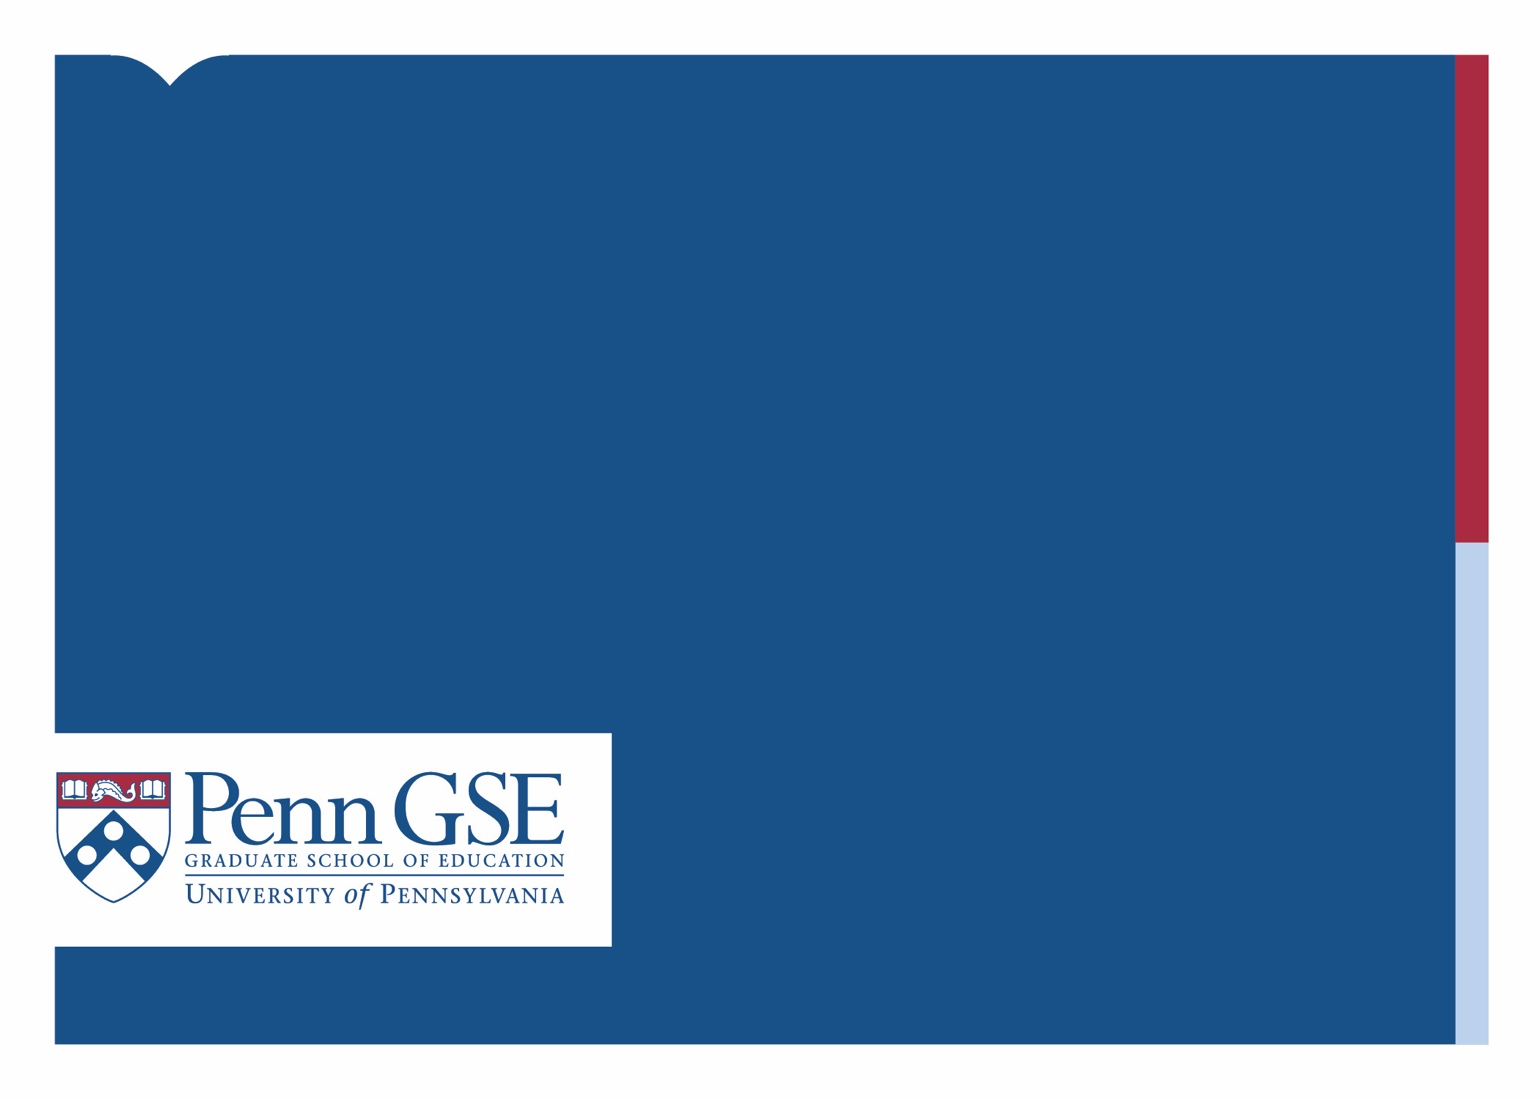 Penn GSE
GRADUATE SCHOOL OF EDUCATION
UNIVERSITY of PENNSYLVANIA